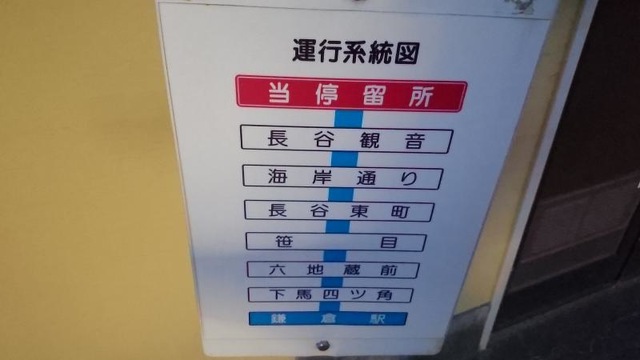 運行系統図
当停留所
長谷観音
海岸通り
長谷東町
笹目
六地蔵前
下馬四ツ角
鎌倉駅